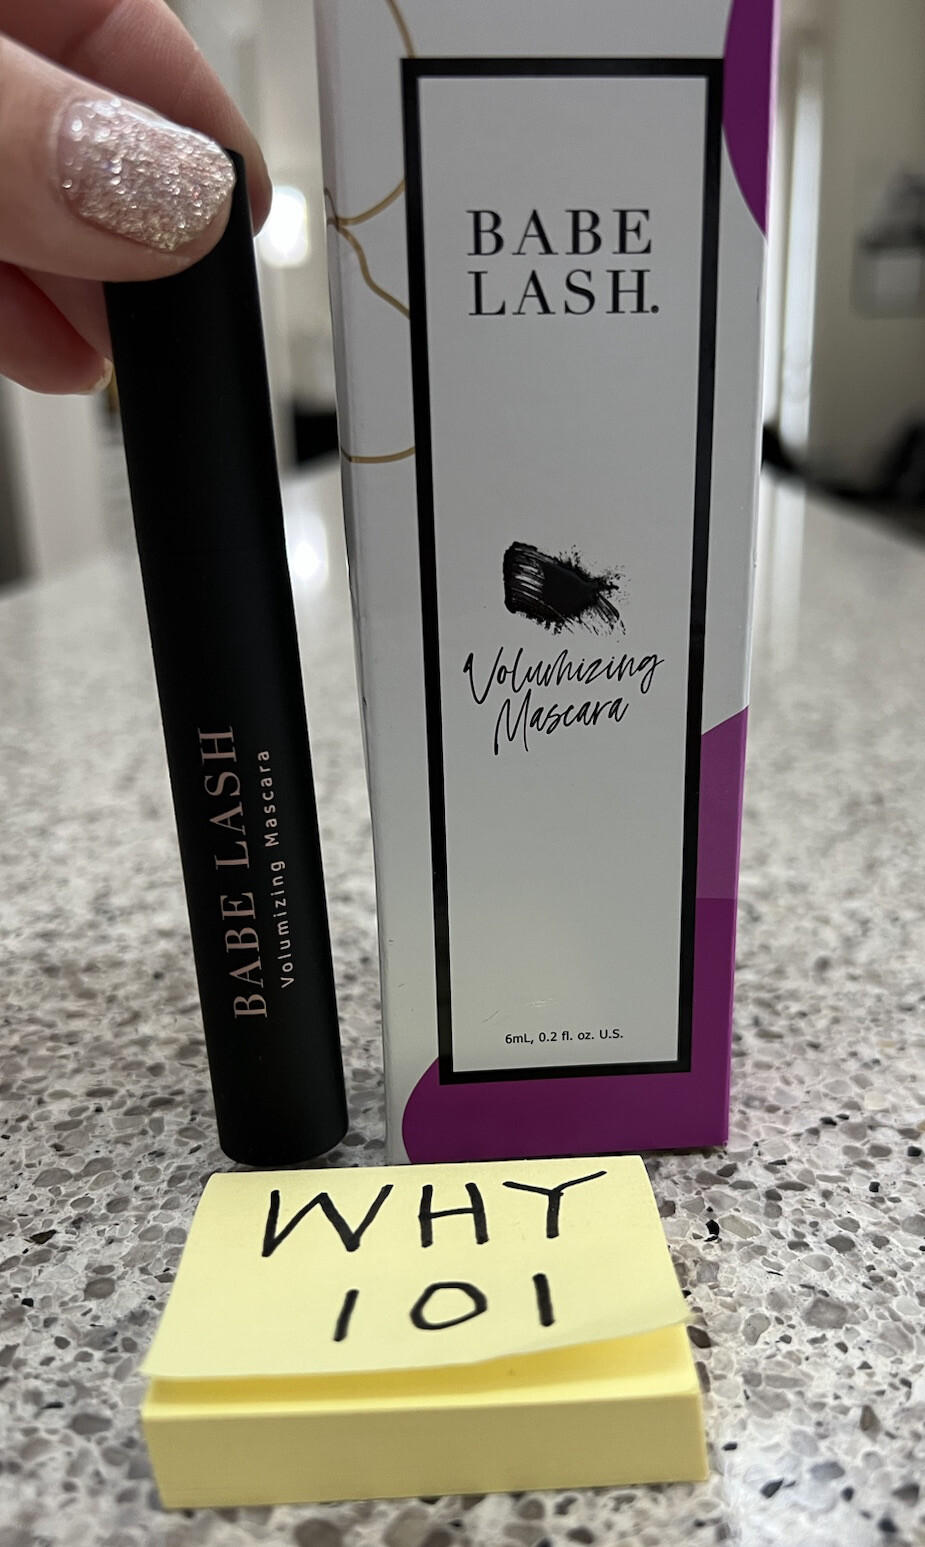 BABE
LASH.
Volumizing
Mascara
6mL, 0.2 fl. oz. U.S.
BABE LASH
Volumizing Mascara
WHY
101